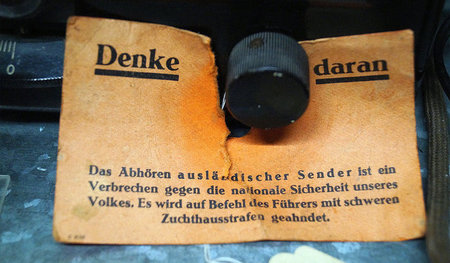 Denke daran
Das Abhören ausländischer Sender ist ein
Verbrechen gegen die nationale Sicherheit unseres
Volkes. Es wird auf Befehl des Führers mit schweren
Zuchthausstrafen geahndet.